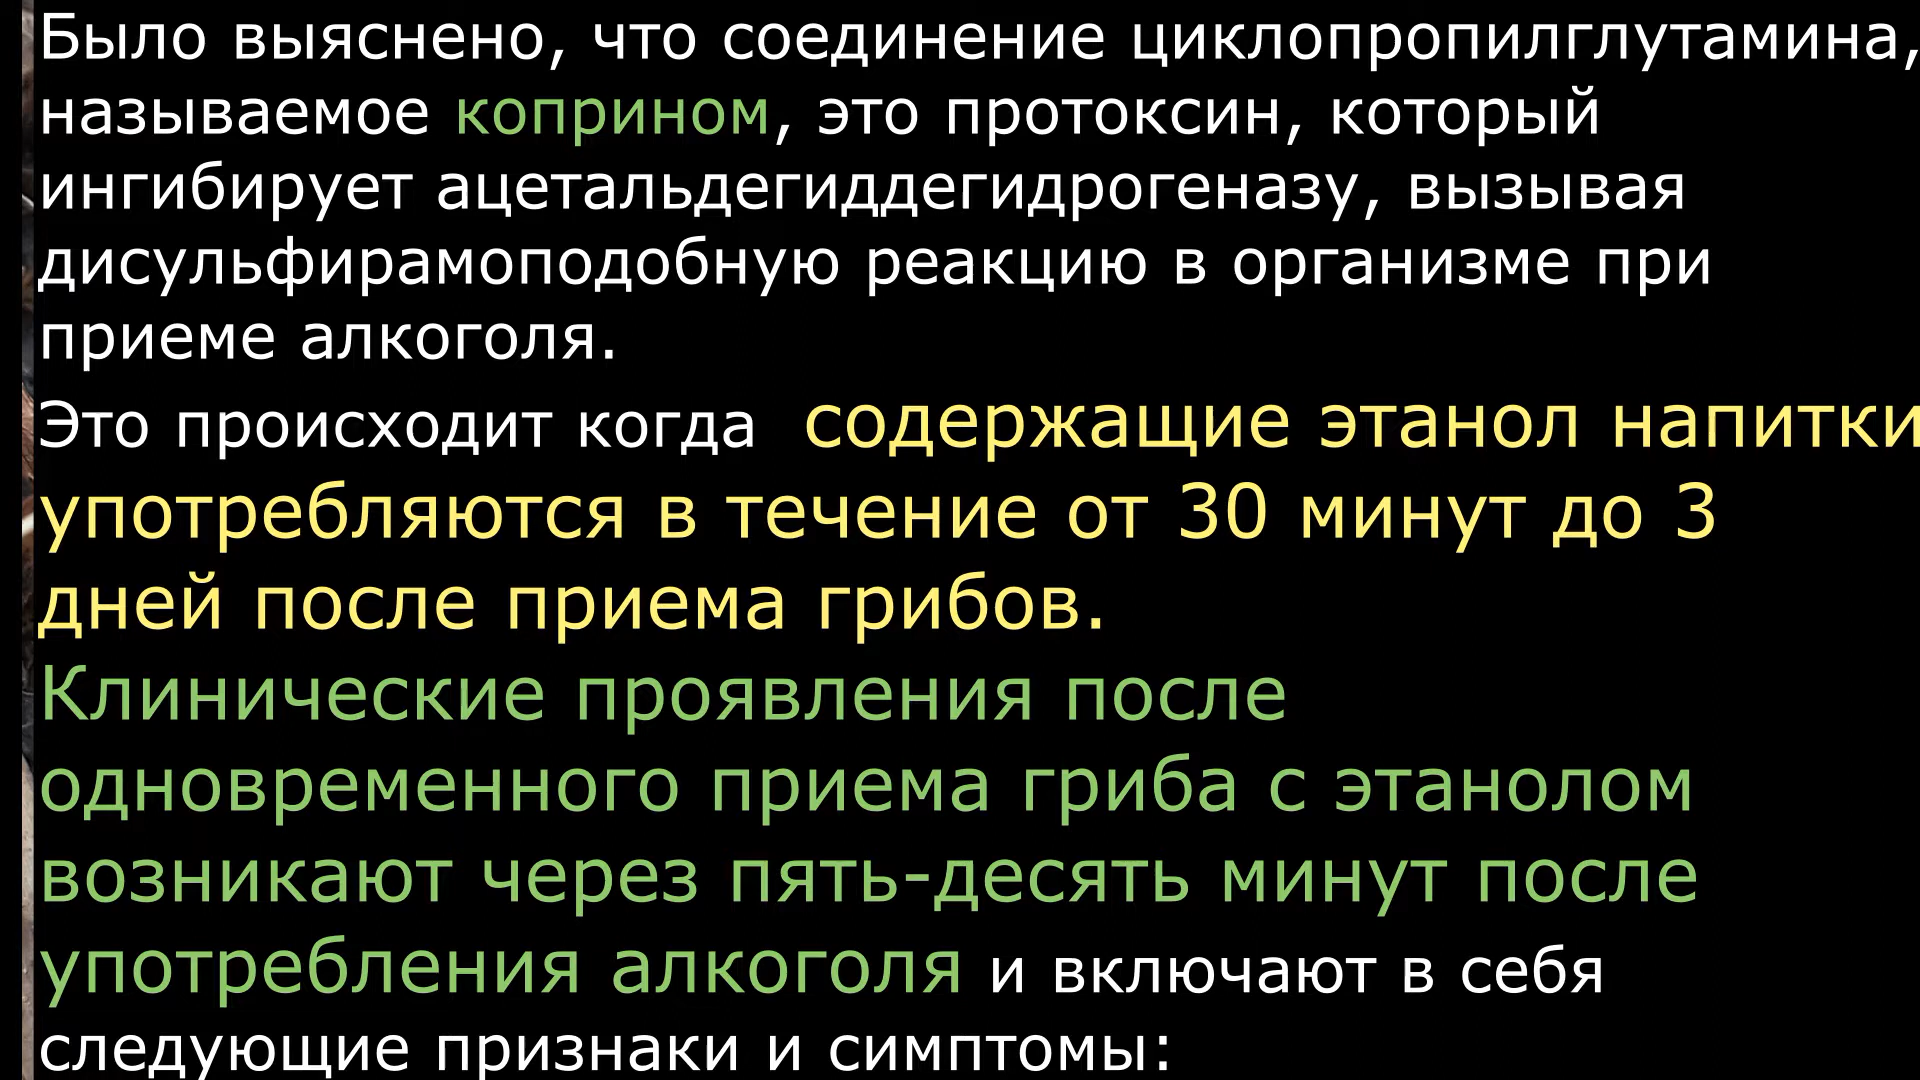 Было выяснено, что соединение циклопропилглутамина,
называемое коприном, это протоксин, который
ингибирует ацетальдегиддегидрогеназу, вызывая
дисульфирамоподобную реакцию в организме при
приеме алкоголя.
Это происходит когда содержащие этанол напитки
употребляются в течение от 30 минут до 3
дней после приема грибов.
Клинические проявления после
одновременного приема гриба с этанолом
возникают через пять-десять минут после
употребления алкоголя и включают в себя
следующие признаки и симптомы: